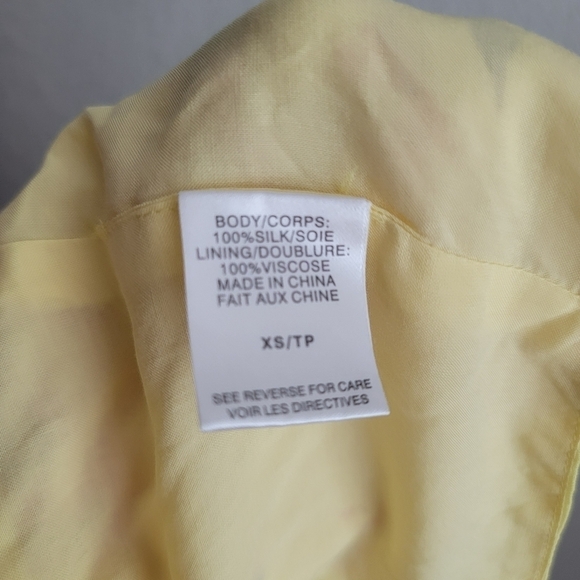 BODY/CORPS:
100%SILK/SOIE
LINING/DOUBLURE:
100%VISCOSE
MADE IN CHINA
FAIT AUX CHINE
XS/TP
SEE REVERSE FOR CARE
VOIR LES DIRECTIVES